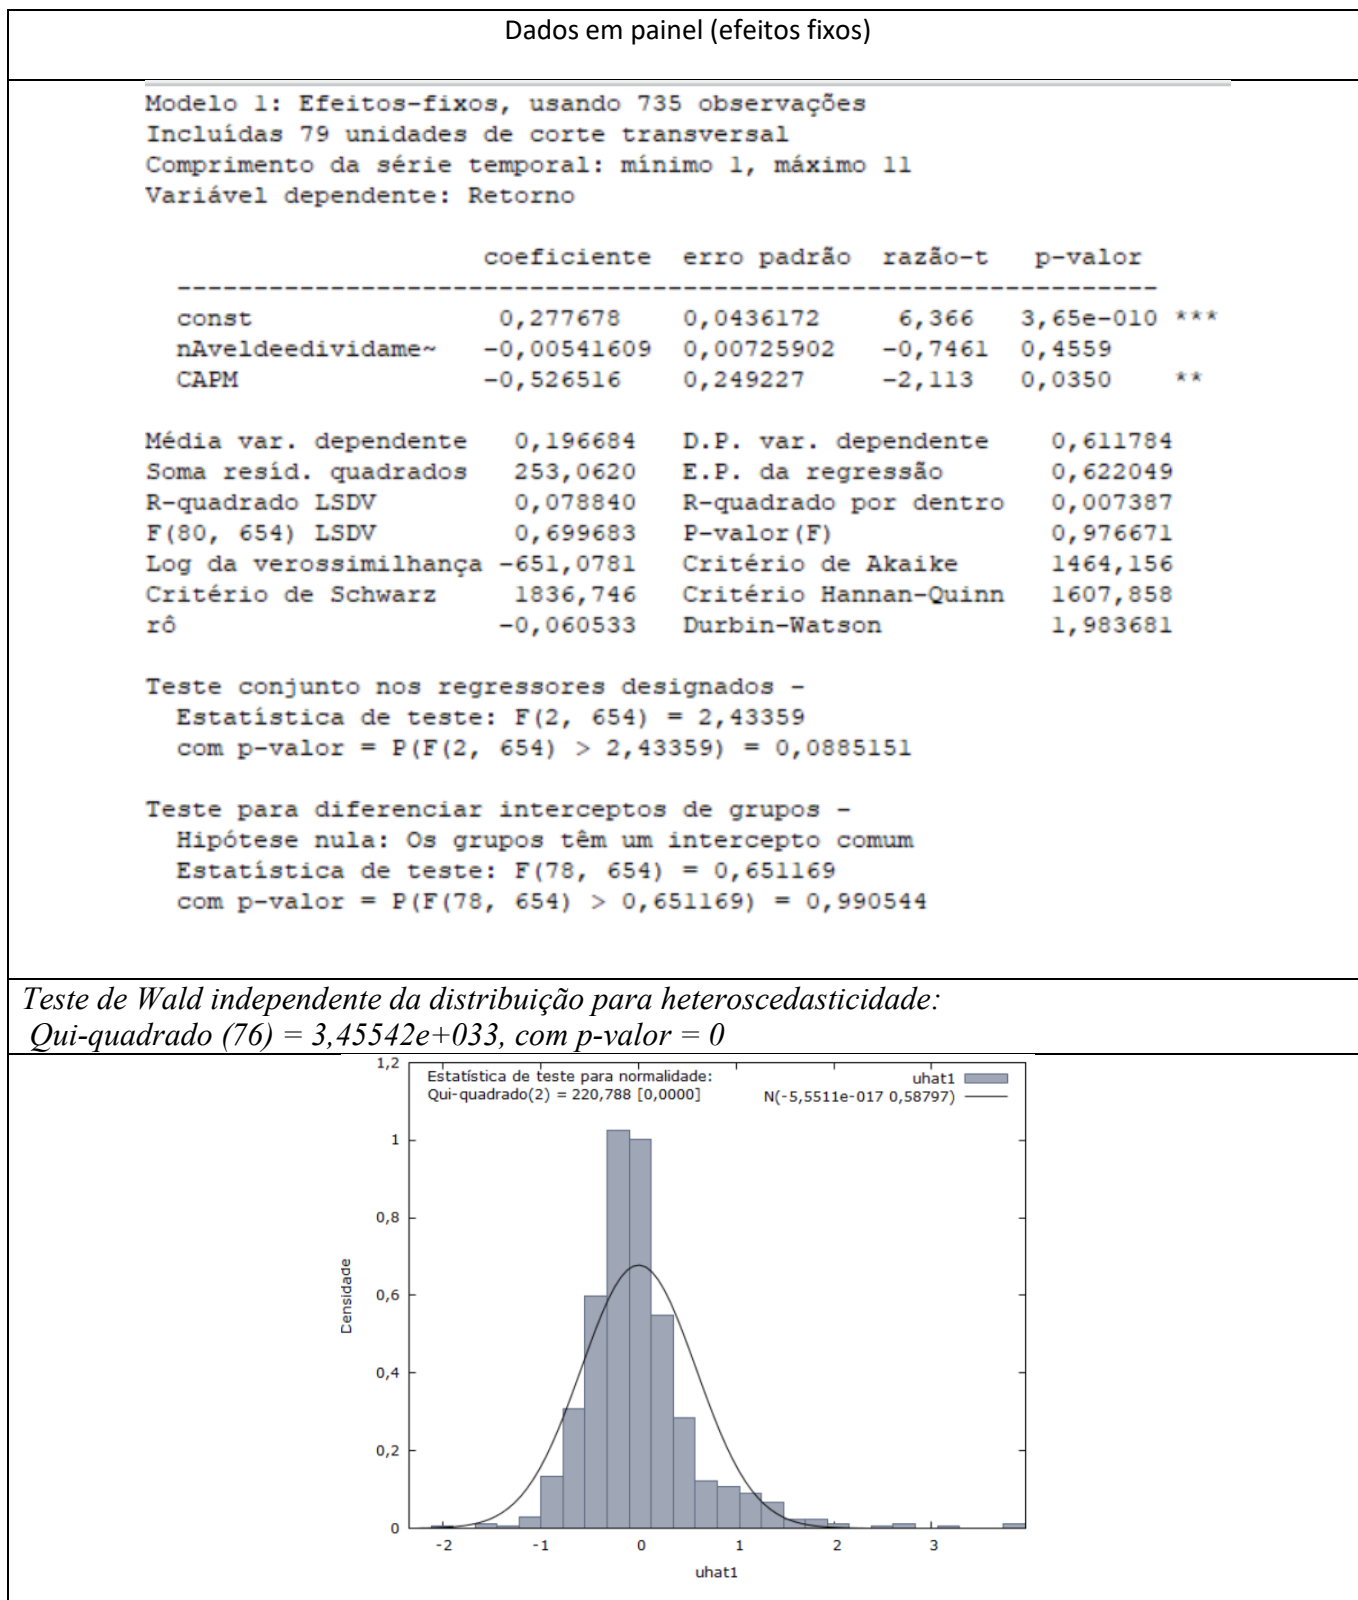 Dados em painel (efeitos fixos)
Modelo 1: Efeitos-fixos, usando 735 observações
Incluídas 79 unidades de corte transversal
Comprimento da série temporal: mínimo 1, máximo 11
Variável dependente: Retorno
coeficiente erro padrão razão-t p-valor
-----------------------------------------------------------------
const 0,277678 0,0436172 6,366 3,65e-010 ***
nAveldeedividame~ -0,00541609 0,00725902 -0,7461 0,4559
CAPM -0,526516 0,249227 -2,113 0,0350 **
Média var. dependente 0,196684 D.P. var. dependente 0,611784
Soma resíd. quadrados 253,0620 E.P. da regressão 0,622049
R-quadrado LSDV 0,078840 R-quadrado por dentro 0,007387
F(80, 654) LSDV 0,699683 P-valor(F) 0,976671
Log da verossimilhança -651,0781 Critério de Akaike 1464,156
Critério de Schwarz 1836,746 Critério Hannan-Quinn 1607,858
rô -0,060533 Durbin-Watson 1,983681
Teste conjunto nos regressores designados -
Estatística de teste: F(2, 654) = 2,43359
com p-valor = P(F(2, 654) > 2,43359) = 0,0885151
Teste para diferenciar interceptos de grupos -
Hipótese nula: Os grupos têm um intercepto comum
Estatística de teste: F(78, 654) = 0,651169
com p-valor = P(F(78, 654) > 0,651169) = 0,990544
Teste de Wald independente da distribuição para heteroscedasticidade:
Qui-quadrado (76) = 3,45542e+033, com p-valor = 0
Estatística de teste para normalidade:
Qui-quadrado(2) = 220,788 [0,0000]
uhat1
N(-5,5511e-017 0,58797)
1,2
1
0,8
0,6
0,4
0,2
0
Densidade
-2 -1 0 1 2 3
uhat1